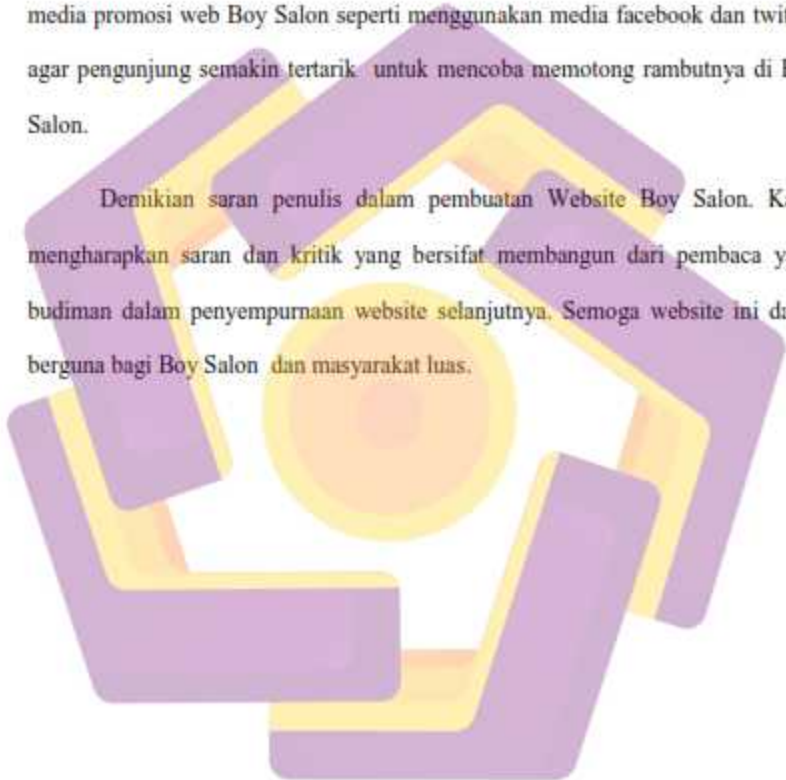 media promosi web Boy Salon seperti menggunakan media facebook dan twit
agar pengunjung semakin tertarik untuk mencoba memotong rambutnya di
Salon.
Demikian saran penulis dalam pembuatan Website Boy Salon. Ka
mengharapkan saran dan kritik yang bersifat membangun dari pembaca y
budiman dalam penyempurnaan website selanjutnya. Semoga website ini da
berguna bagi Boy Salon dan masyarakat luas.